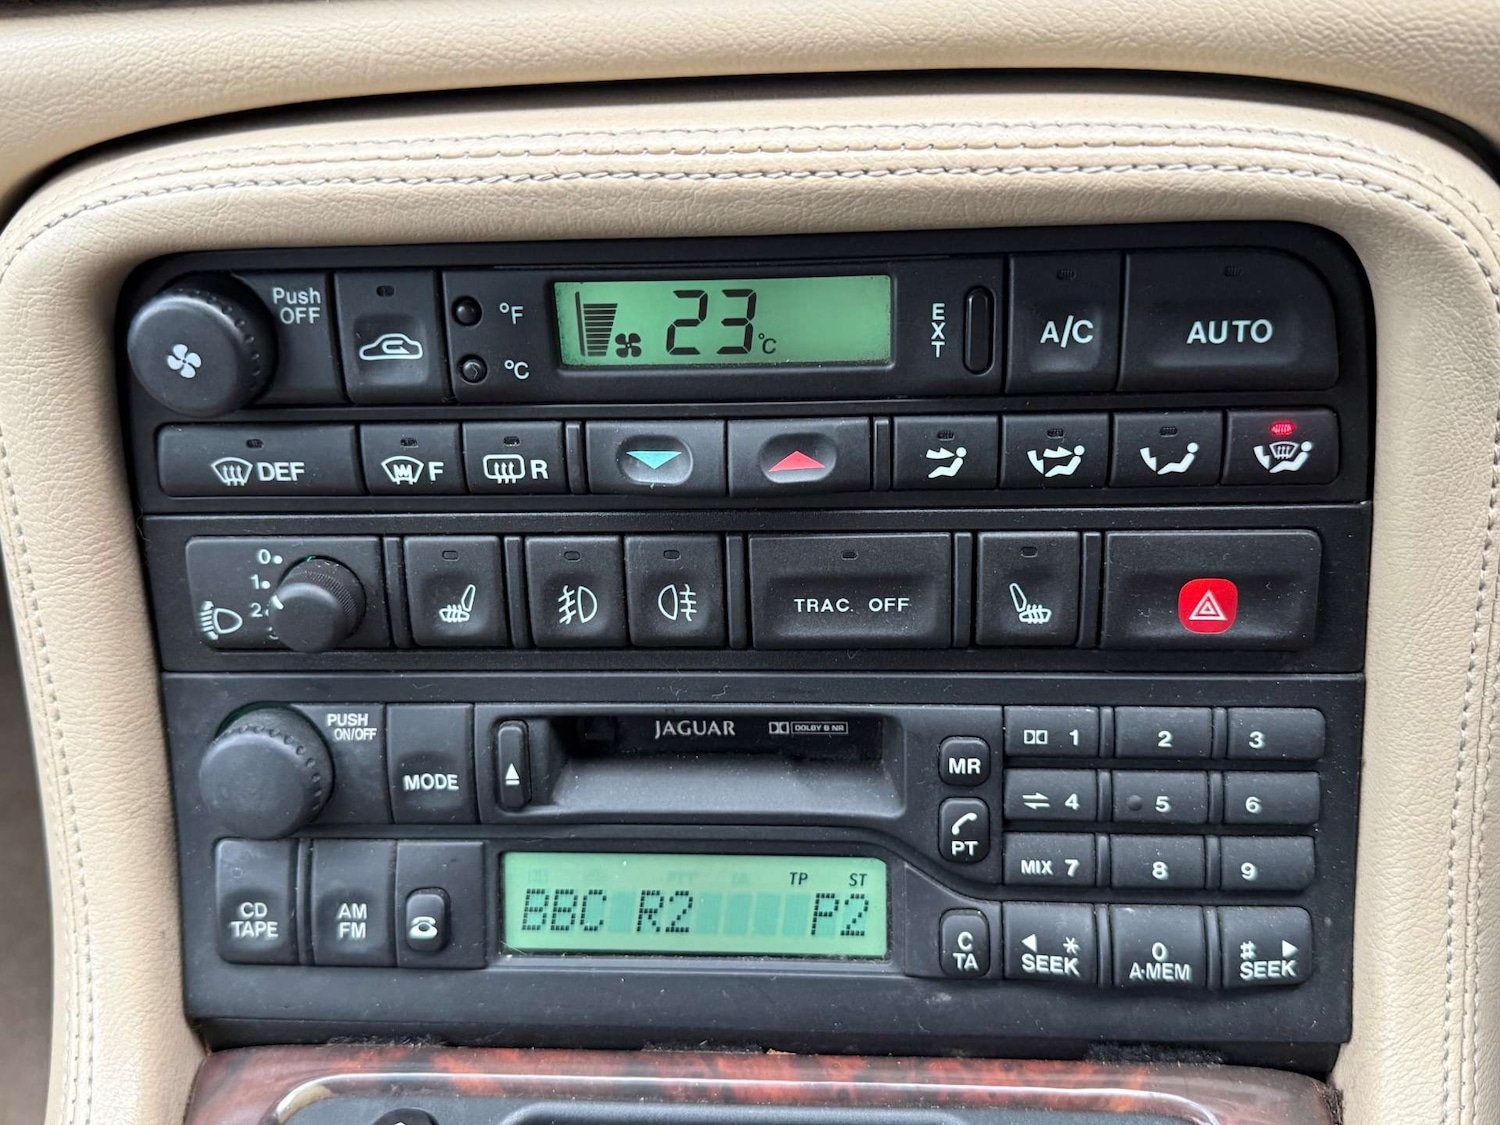 Push
OFF
°F
°C
23°C
EXT
A/C
AUTO
DEF
F
R
0
1
2
3
TRAC. OFF
PUSH
ON/OFF
MODE
JAGUAR
DOLBY B NR
MR
PT
1
2
3
4
5
6
MIX 7
8
9
CD
TAPE
AM
FM
TP ST
BBC R2 P2
C
TA
* SEEK
0
A·MEM
# SEEK